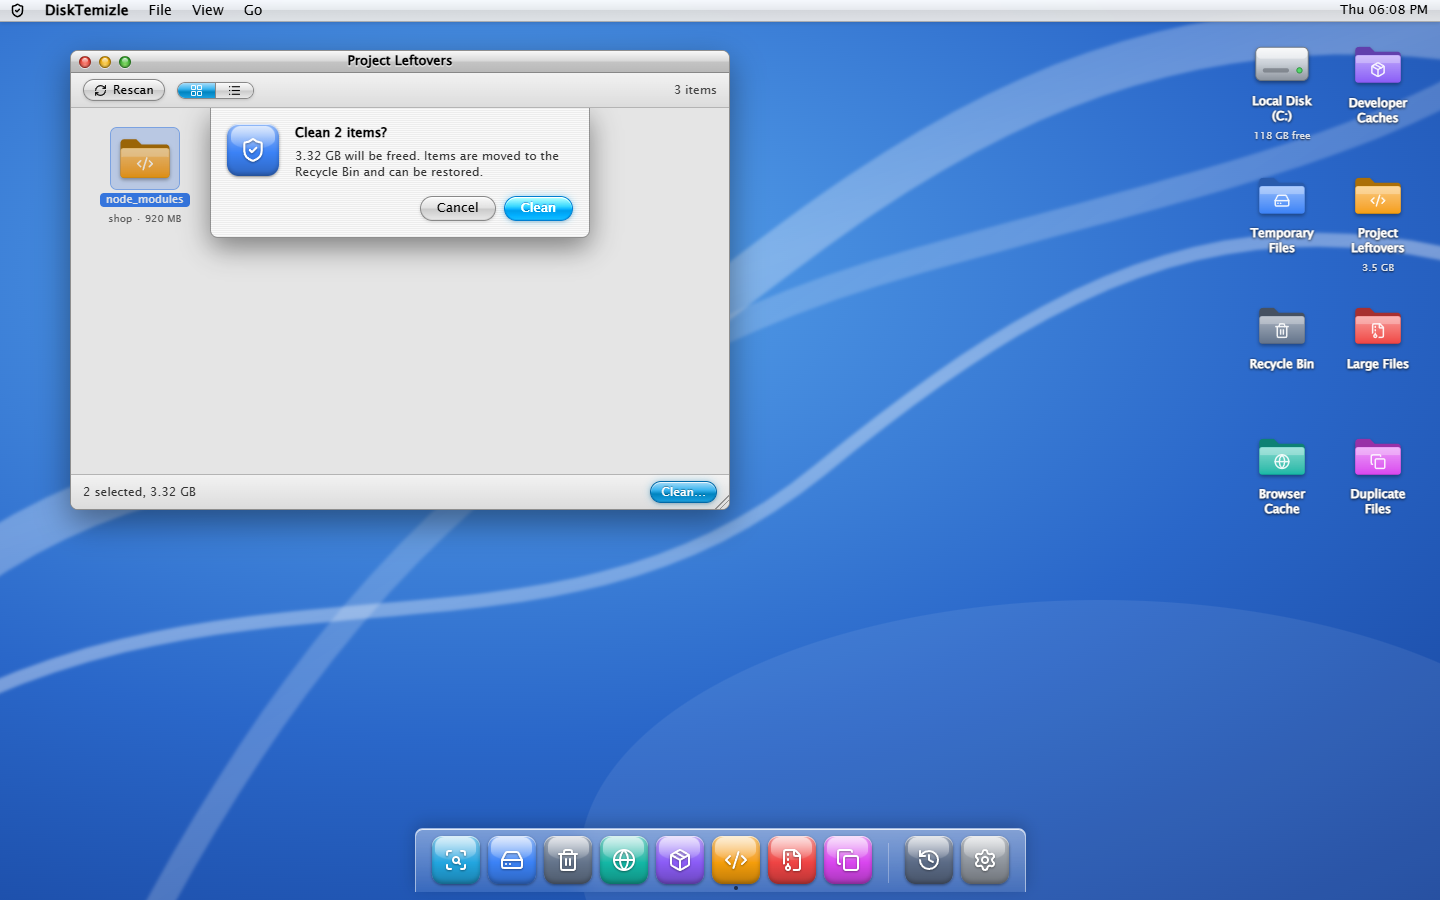 DiskTemizle File View Go
Thu 06:08 PM
Project Leftovers
Rescan
3 items
Clean 2 items?
3.32 GB will be freed. Items are moved to the
Recycle Bin and can be restored.
Cancel
Clean
node_modules
shop · 920 MB
2 selected, 3.32 GB
Clean...
Local Disk
(C:)
118 GB free
Developer
Caches
Temporary
Files
Project
Leftovers
3.5 GB
Recycle Bin
Large Files
Browser
Cache
Duplicate
Files